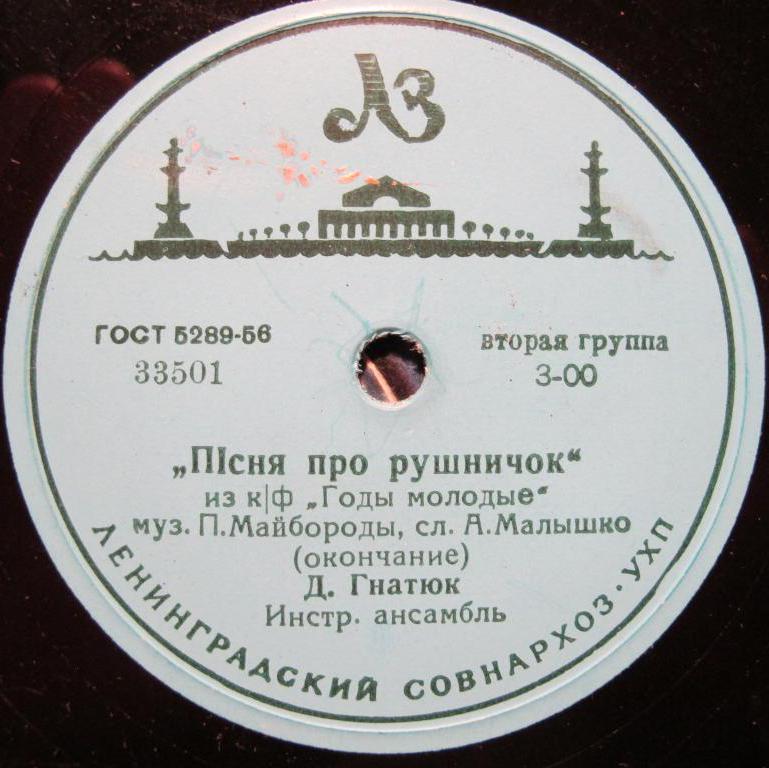 ЛЗ
ГОСТ 5289-56
33501
вторая группа
3-00
„Пісня про рушничок“
из к/ф „Годы молодые“
муз. П. Майбороды, сл. А. Малышко
(окончание)
Д. Гнатюк
Инстр. ансамбль
ЛЕНИНГРАДСКИЙ СОВНАРХОЗ · УХП